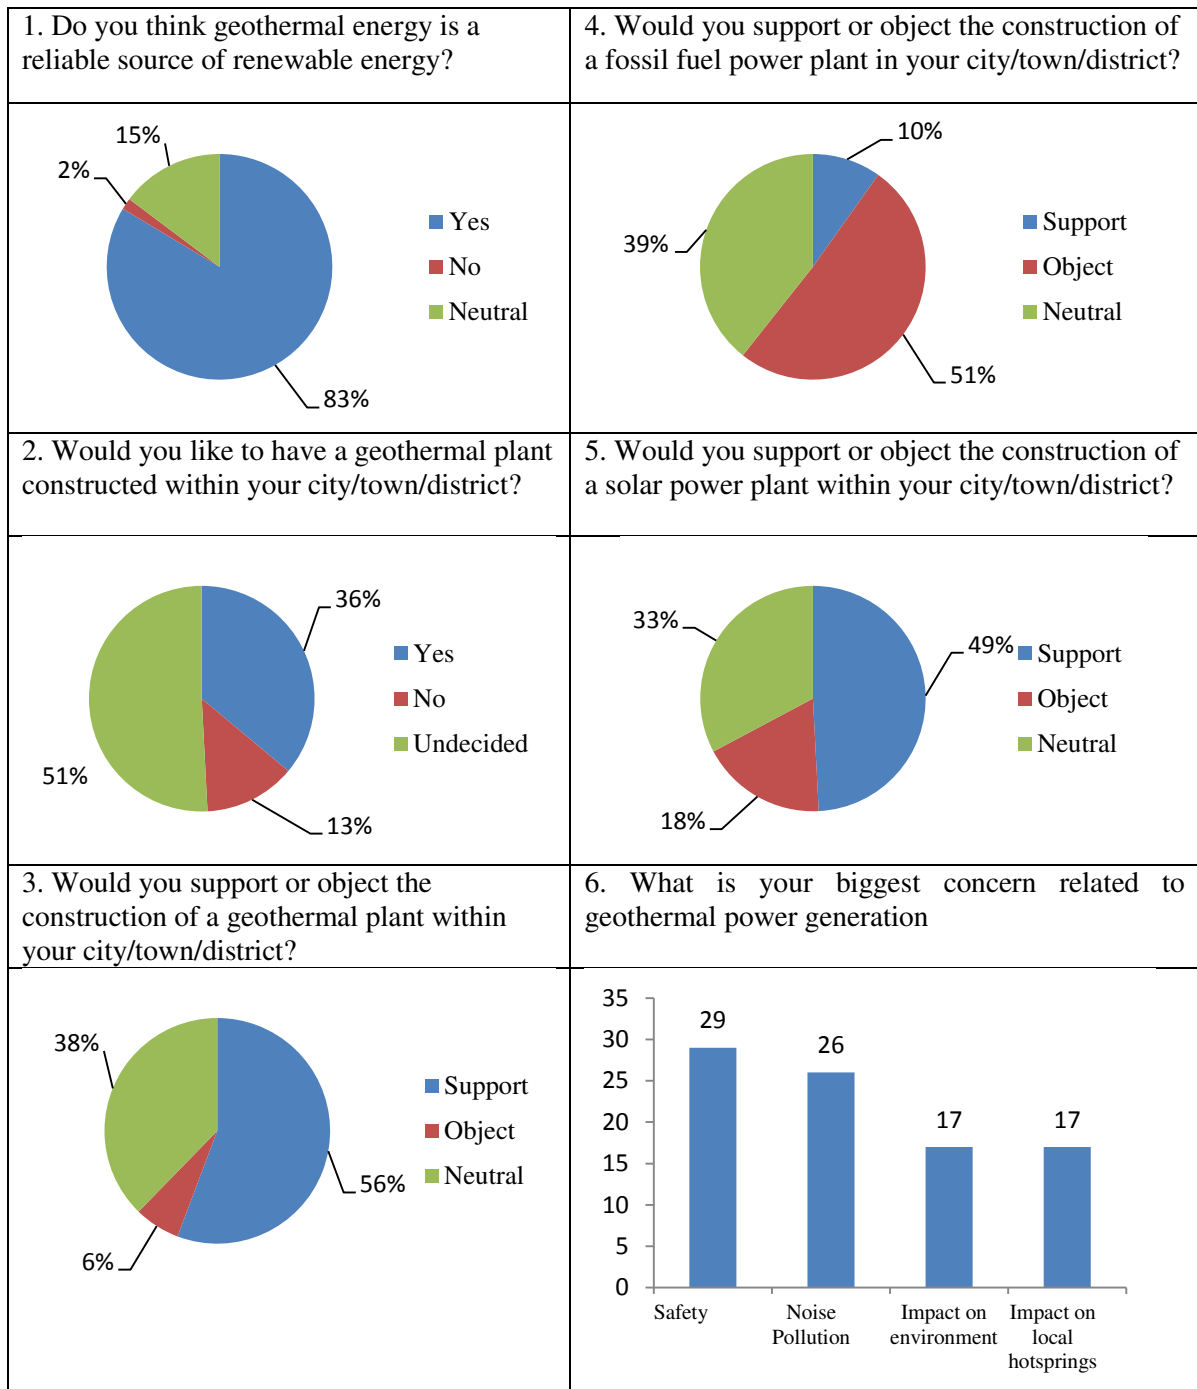 1. Do you think geothermal energy is a
reliable source of renewable energy?
15%
2%
83%
Yes
No
Neutral
4. Would you support or object the construction of
a fossil fuel power plant in your city/town/district?
10%
39%
51%
Support
Object
Neutral
2. Would you like to have a geothermal plant
constructed within your city/town/district?
36%
51%
13%
Yes
No
Undecided
5. Would you support or object the construction of
a solar power plant within your city/town/district?
33%
49%
18%
Support
Object
Neutral
3. Would you support or object the
construction of a geothermal plant within
your city/town/district?
38%
56%
6%
Support
Object
Neutral
6. What is your biggest concern related to
geothermal power generation
35
30
25
20
15
10
5
0
29
26
17
17
Safety
Noise
Pollution
Impact on
environment
Impact on
local
hotsprings